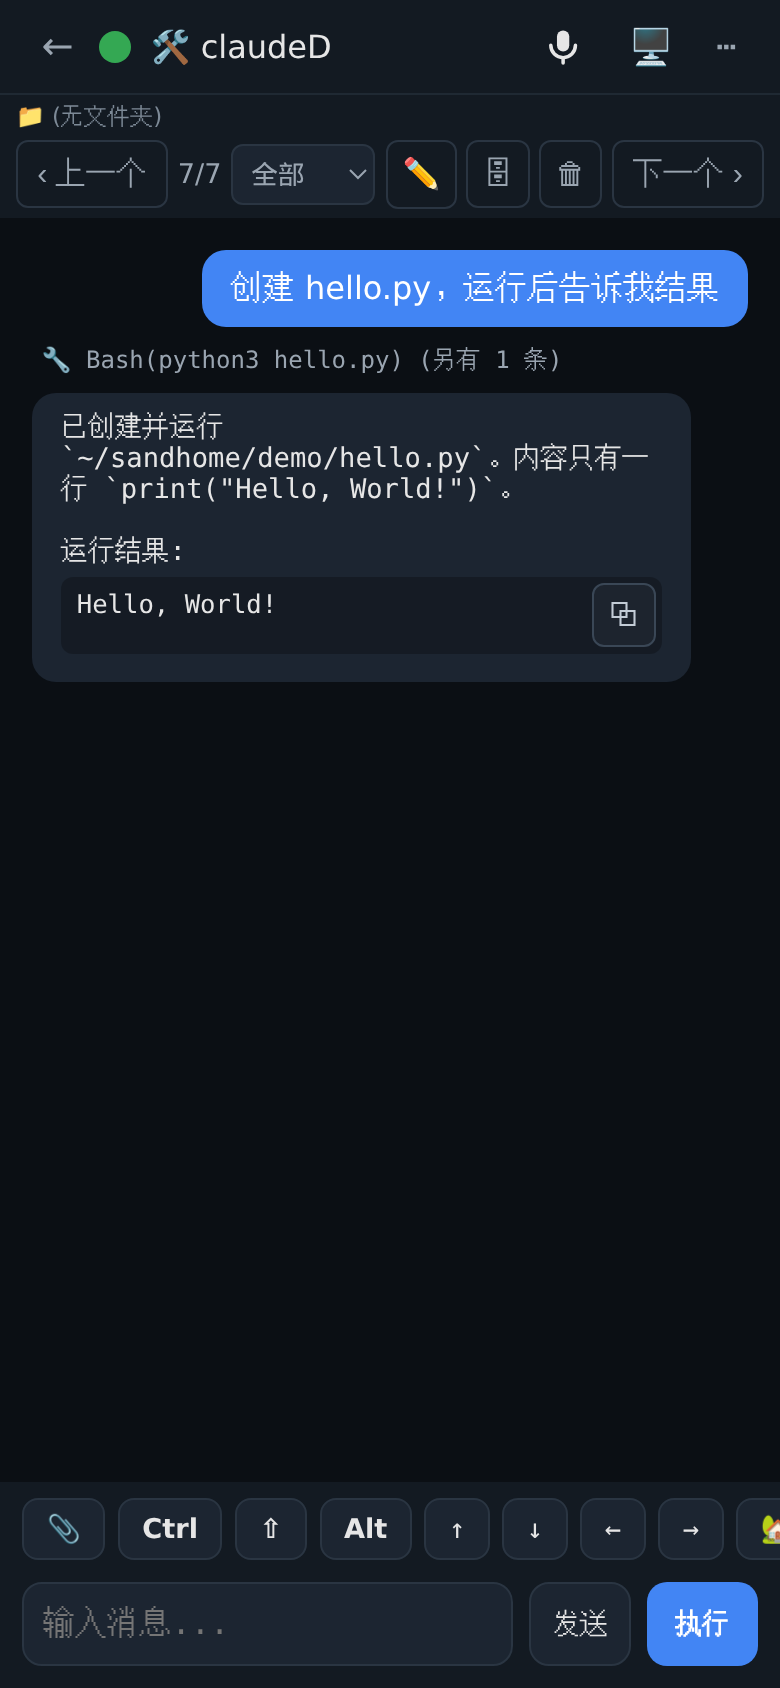 ← claudeD ⋯
(无文件夹)
‹ 上一个 7/7 全部 下一个 ›
创建 hello.py，运行后告诉我结果
Bash(python3 hello.py) (另有 1 条)
已创建并运行
`~/sandhome/demo/hello.py`。内容只有一
行 `print("Hello, World!")`。
运行结果:
Hello, World!
Ctrl ⇧ Alt ↑ ↓ ← →
输入消息... 发送 执行